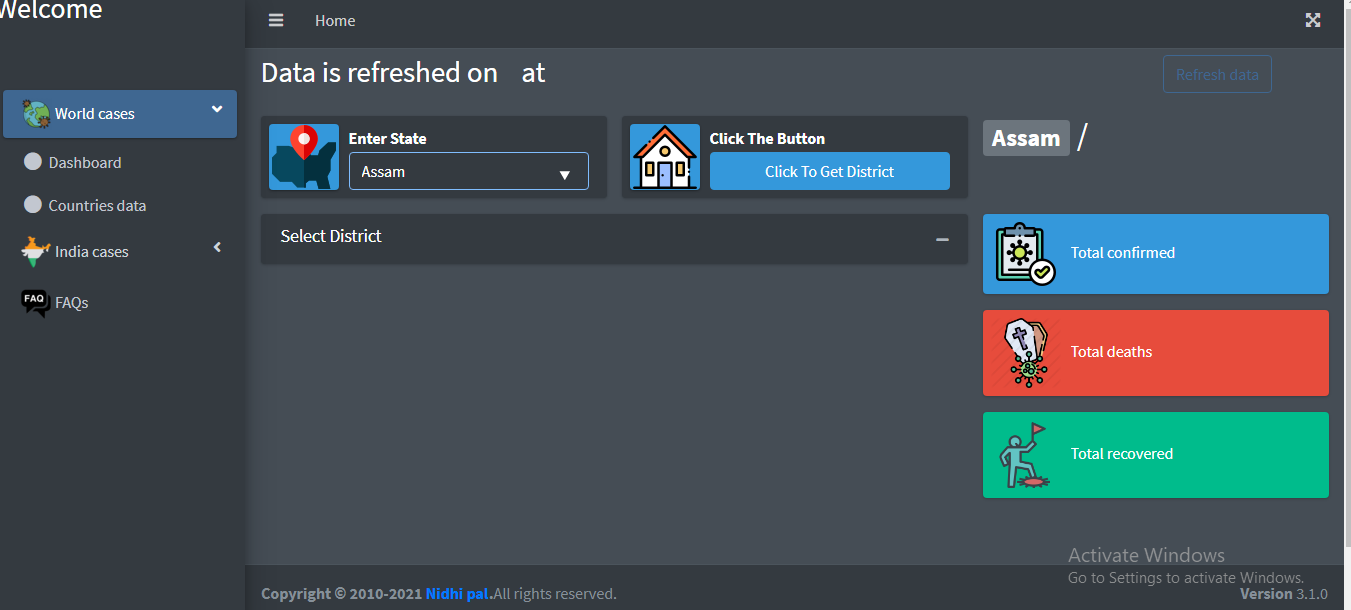 Welcome
Home
Data is refreshed on at
Refresh data
World cases
Dashboard
Countries data
India cases
FAQ
FAQs
Enter State
Assam
Click The Button
Click To Get District
Assam /
Select District
Total confirmed
Total deaths
Total recovered
Activate Windows
Go to Settings to activate Windows.
Copyright © 2010-2021 Nidhi pal.All rights reserved.
Version 3.1.0